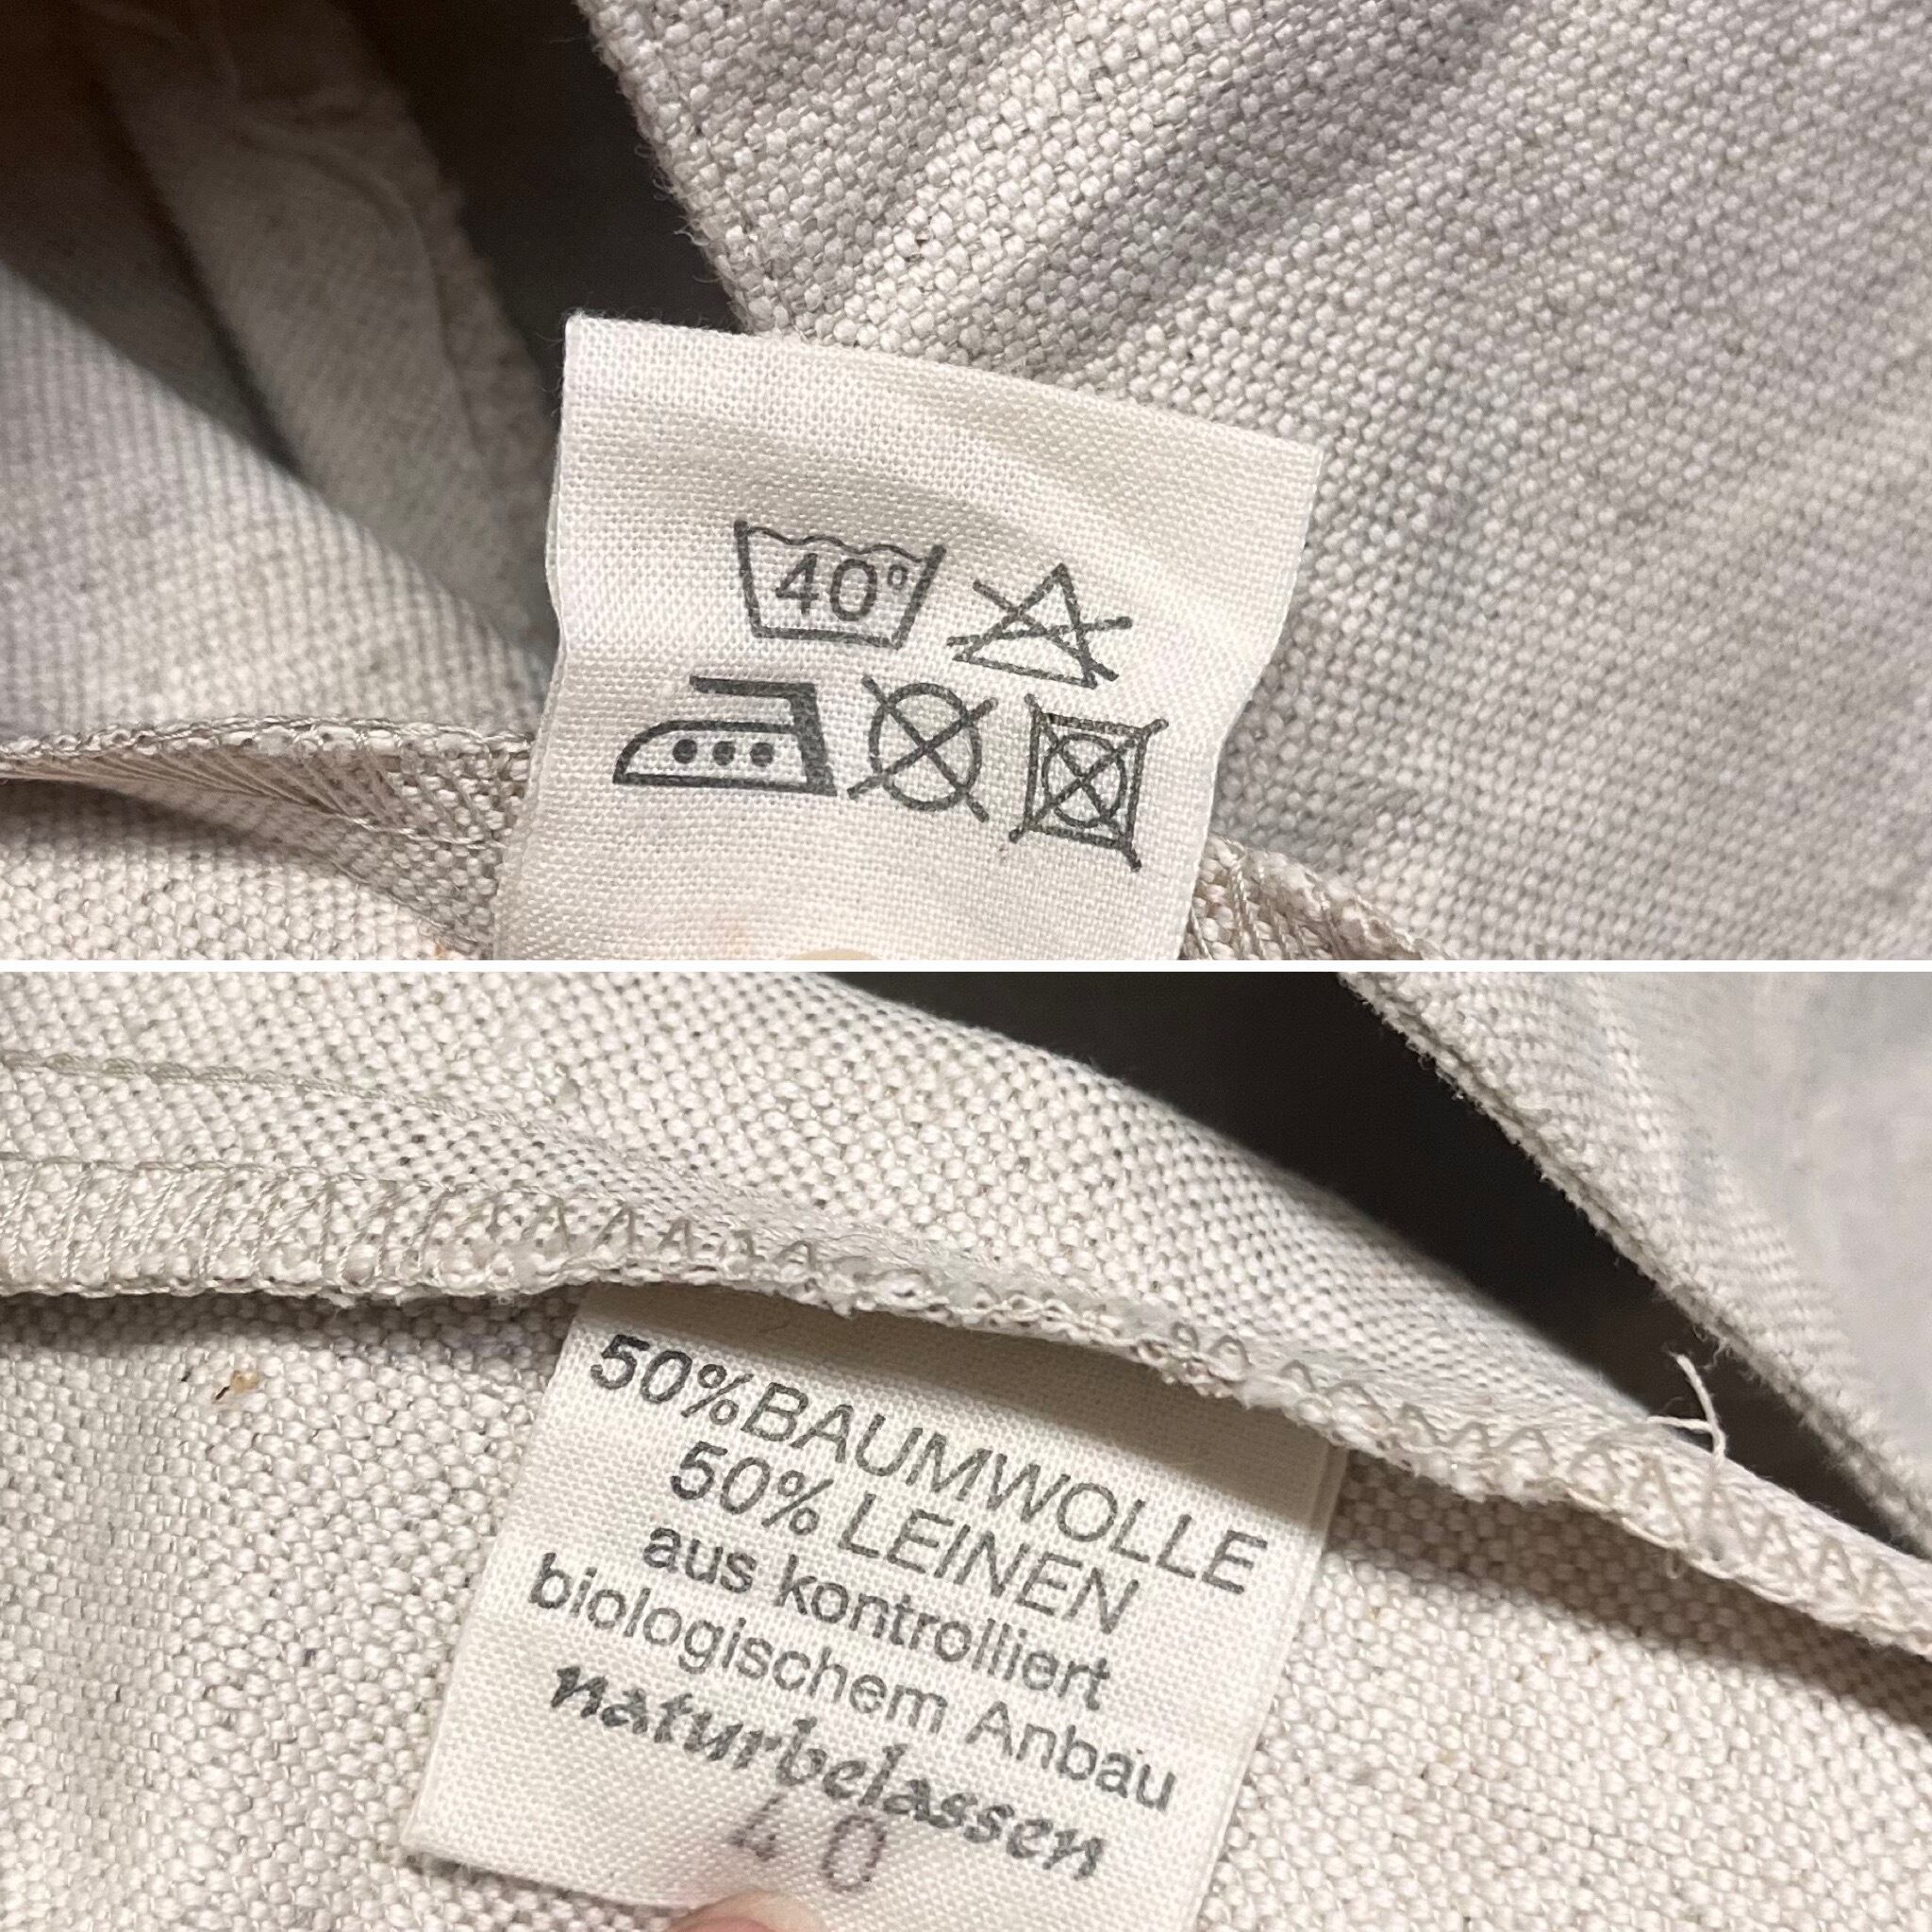 40°
50% BAUMWOLLE
50% LEINEN
aus kontrolliert
biologischem Anbau
naturbelassen
40